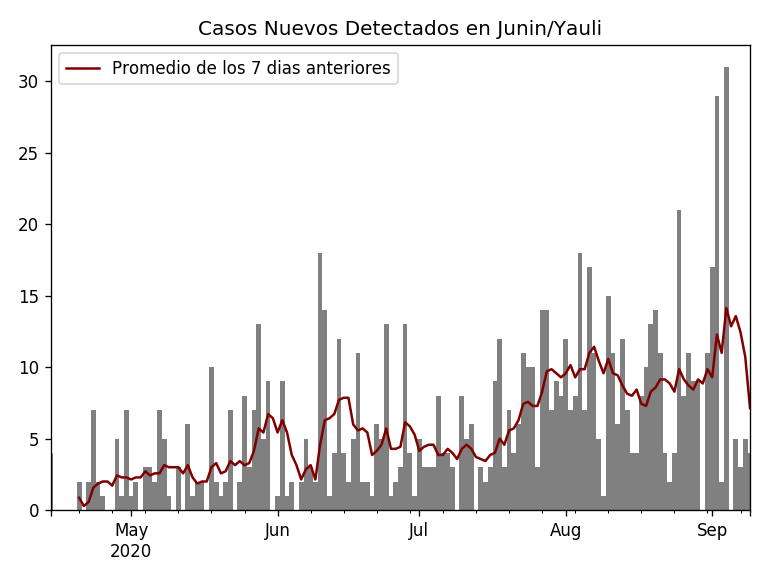 Casos Nuevos Detectados en Junin/Yauli
Promedio de los 7 dias anteriores
30
25
20
15
10
5
0
May
2020
Jun
Jul
Aug
Sep